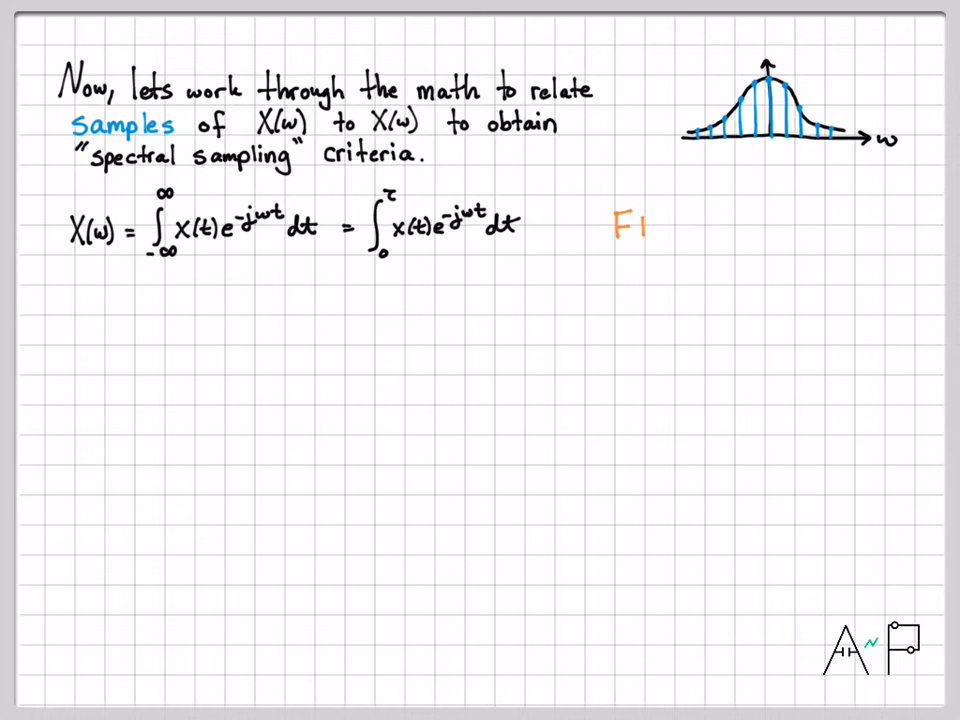 Now, lets work through the math to relate
samples of X(ω) to X(ω) to obtain
"spectral sampling" criteria.
ω
X(ω) = ∫_{-∞}^{∞} x(t)e^{-jωt} dt = ∫_{0}^{τ} x(t)e^{-jωt} dt
FI
A~P